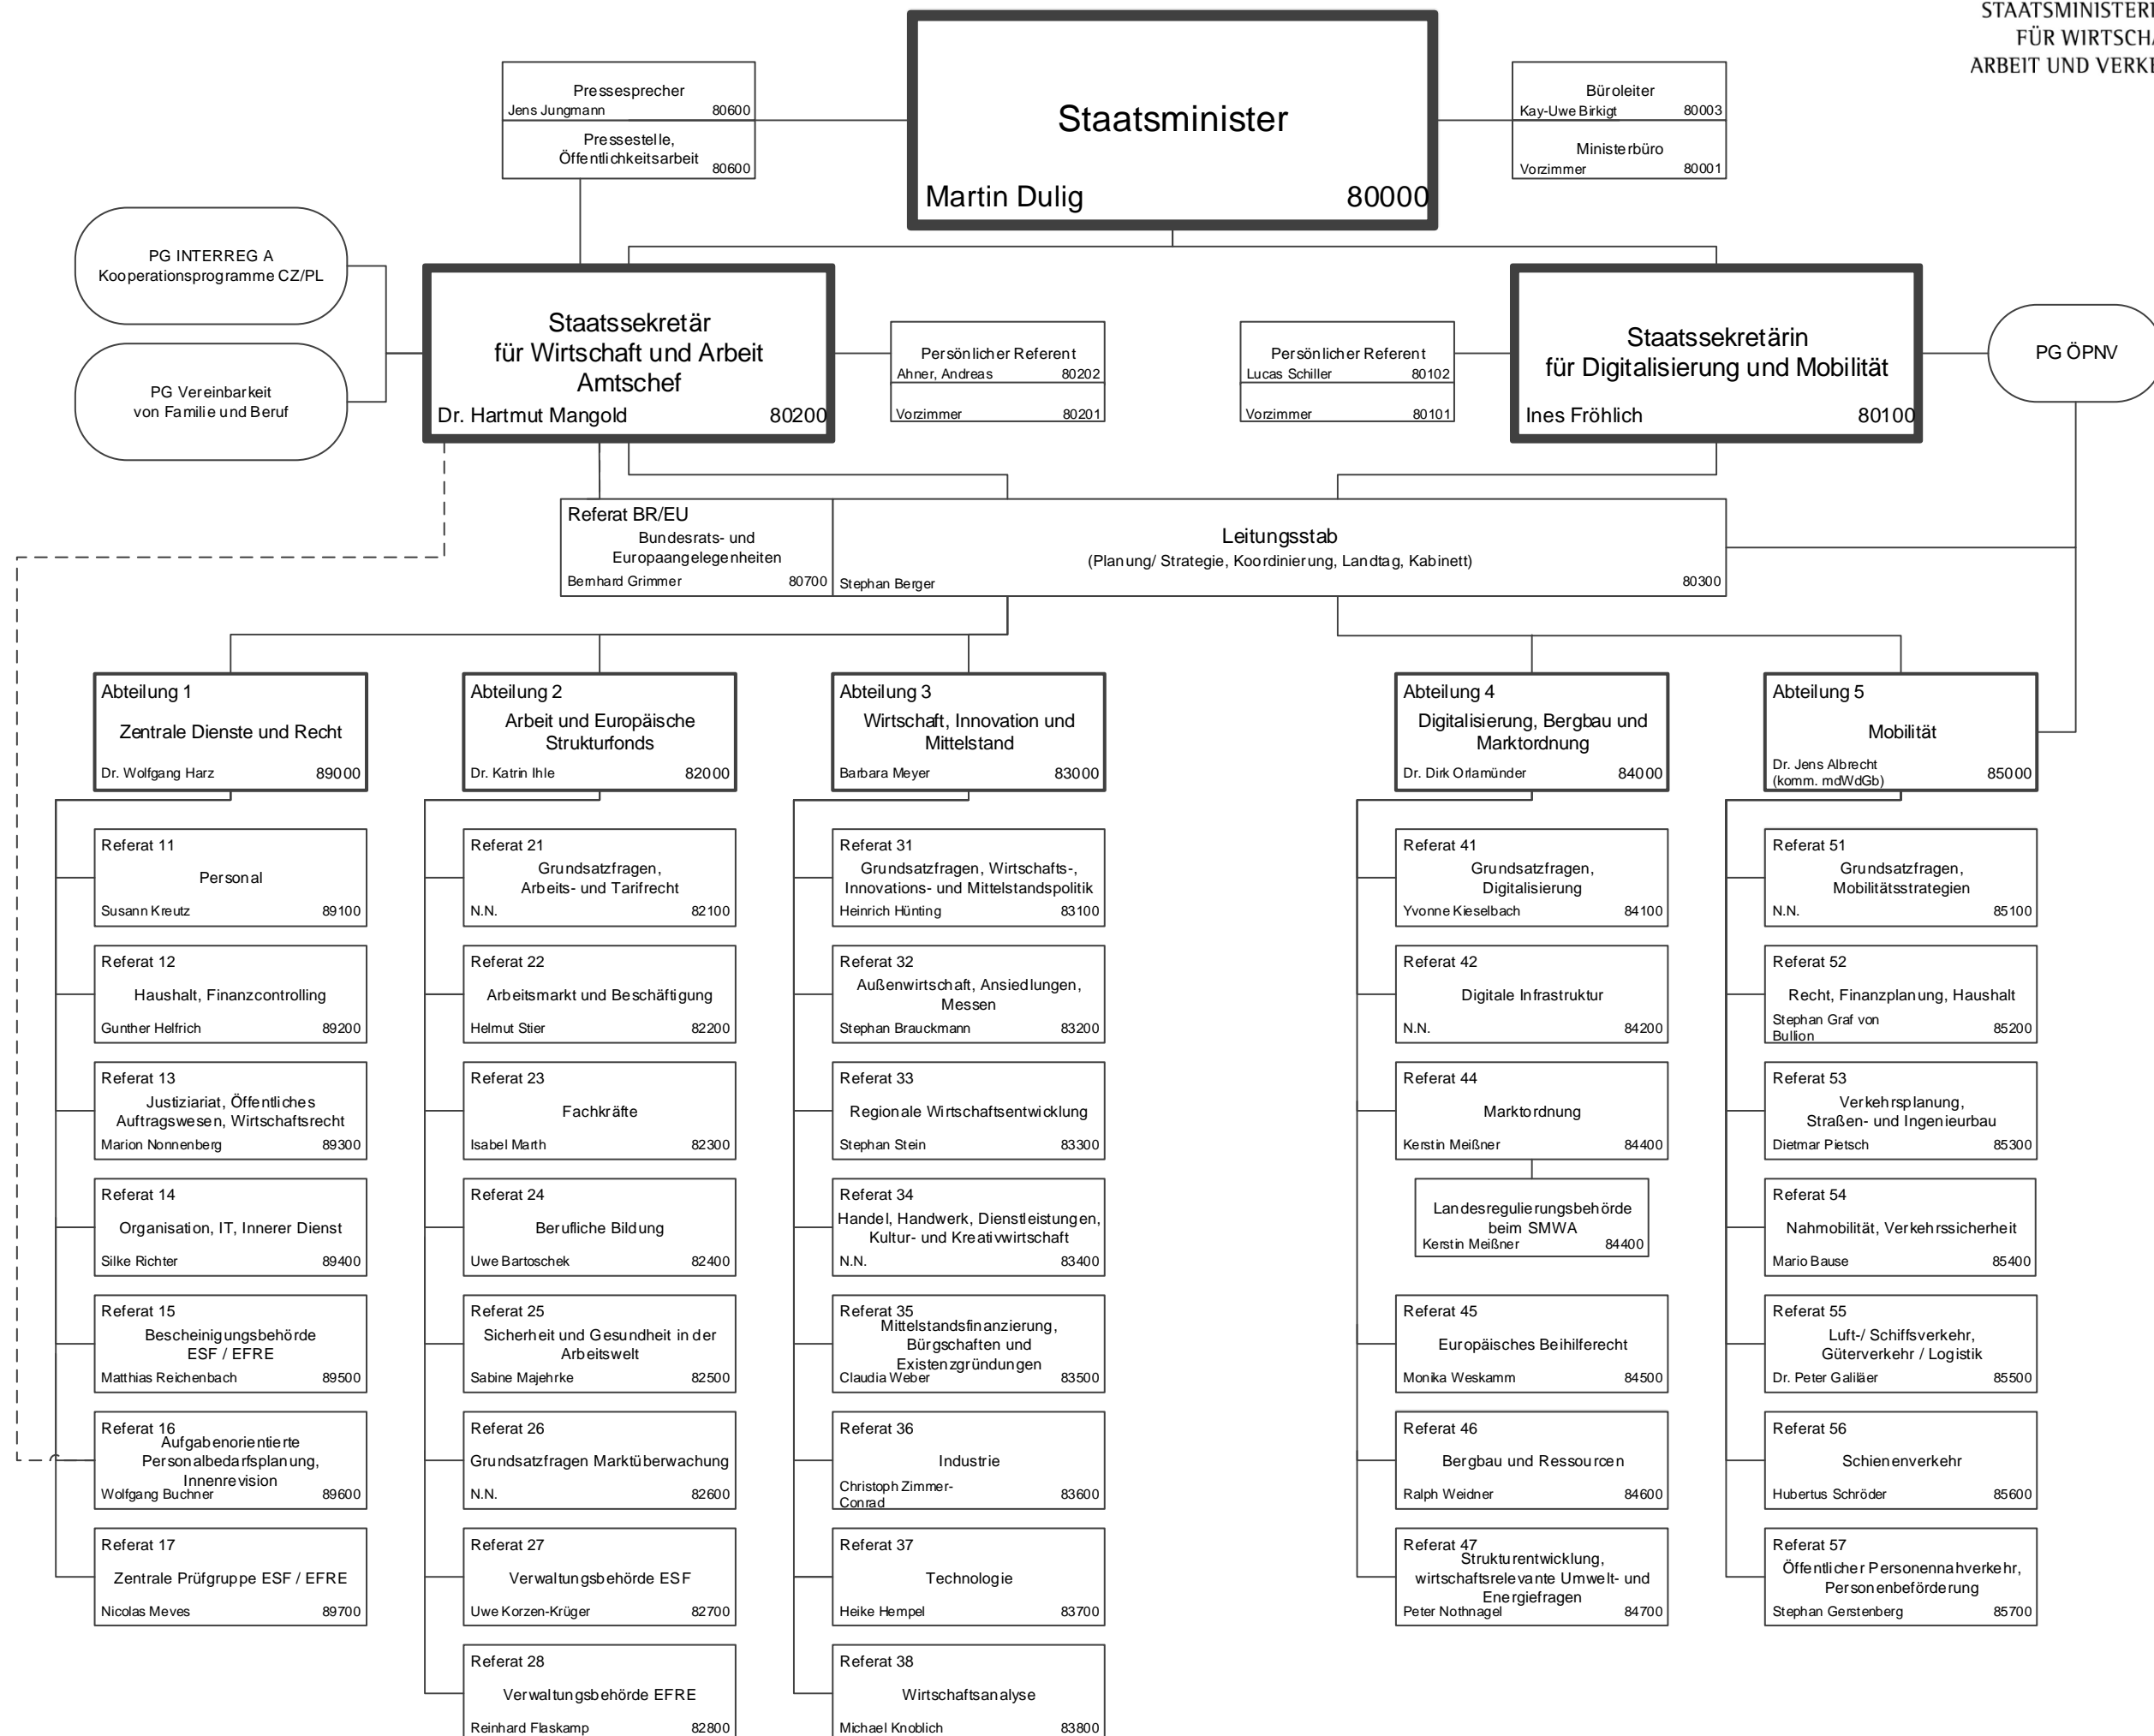 STAATSMINISTERI
FÜR WIRTSCHA
ARBEIT UND VERKE
Staatsminister
Martin Dulig 80000
Pressesprecher
Jens Jungmann 80600
Pressestelle,
Öffentlichkeitsarbeit
80600
Büroleiter
Kay-Uwe Birkigt 80003
Ministerbüro
Vorzimmer 80001
PG INTERREG A
Kooperationsprogramme CZ/PL
PG Vereinbarkeit
von Familie und Beruf
Staatssekretär
für Wirtschaft und Arbeit
Amtschef
Dr. Hartmut Mangold 80200
Persönlicher Referent
Ahner, Andreas 80202
Vorzimmer 80201
Persönlicher Referent
Lucas Schiller 80102
Vorzimmer 80101
Staatssekretärin
für Digitalisierung und Mobilität
Ines Fröhlich 80100
PG ÖPNV
Referat BR/EU
Bundesrats- und
Europaangelegenheiten
Bernhard Grimmer 80700
Leitungsstab
(Planung/ Strategie, Koordinierung, Landtag, Kabinett)
Stephan Berger 80300
Abteilung 1
Zentrale Dienste und Recht
Dr. Wolfgang Harz 89000
Referat 11
Personal
Susann Kreutz 89100
Referat 12
Haushalt, Finanzcontrolling
Gunther Helfrich 89200
Referat 13
Justiziariat, Öffentliches
Auftragswesen, Wirtschaftsrecht
Marion Nonnenberg 89300
Referat 14
Organisation, IT, Innerer Dienst
Silke Richter 89400
Referat 15
Bescheinigungsbehörde
ESF / EFRE
Matthias Reichenbach 89500
Referat 16
Aufgabenorientierte
Personalbedarfsplanung,
Innenrevision
Wolfgang Buchner 89600
Referat 17
Zentrale Prüfgruppe ESF / EFRE
Nicolas Meves 89700
Abteilung 2
Arbeit und Europäische
Strukturfonds
Dr. Katrin Ihle 82000
Referat 21
Grundsatzfragen,
Arbeits- und Tarifrecht
N.N. 82100
Referat 22
Arbeitsmarkt und Beschäftigung
Helmut Stier 82200
Referat 23
Fachkräfte
Isabel Marth 82300
Referat 24
Berufliche Bildung
Uwe Bartoschek 82400
Referat 25
Sicherheit und Gesundheit in der
Arbeitswelt
Sabine Majehrke 82500
Referat 26
Grundsatzfragen Marktüberwachung
N.N. 82600
Referat 27
Verwaltungsbehörde ESF
Uwe Korzen-Krüger 82700
Referat 28
Verwaltungsbehörde EFRE
Reinhard Flaskamp 82800
Abteilung 3
Wirtschaft, Innovation und
Mittelstand
Barbara Meyer 83000
Referat 31
Grundsatzfragen, Wirtschafts-,
Innovations- und Mittelstandspolitik
Heinrich Hünting 83100
Referat 32
Außenwirtschaft, Ansiedlungen,
Messen
Stephan Brauckmann 83200
Referat 33
Regionale Wirtschaftsentwicklung
Stephan Stein 83300
Referat 34
Handel, Handwerk, Dienstleistungen,
Kultur- und Kreativwirtschaft
N.N. 83400
Referat 35
Mittelstandsfinanzierung,
Bürgschaften und
Existenzgründungen
Claudia Weber 83500
Referat 36
Industrie
Christoph Zimmer-
Conrad 83600
Referat 37
Technologie
Heike Hempel 83700
Referat 38
Wirtschaftsanalyse
Michael Knoblich 83800
Abteilung 4
Digitalisierung, Bergbau und
Marktordnung
Dr. Dirk Orlamünder 84000
Referat 41
Grundsatzfragen,
Digitalisierung
Yvonne Kieselbach 84100
Referat 42
Digitale Infrastruktur
N.N. 84200
Referat 44
Marktordnung
Kerstin Meißner 84400
Landesregulierungsbehörde
beim SMWA
Kerstin Meißner 84400
Referat 45
Europäisches Beihilferecht
Monika Weskamm 84500
Referat 46
Bergbau und Ressourcen
Ralph Weidner 84600
Referat 47
Strukturentwicklung,
wirtschaftsrelevante Umwelt- und
Energiefragen
Peter Nothnagel 84700
Abteilung 5
Mobilität
Dr. Jens Albrecht
(komm. mdWdGb) 85000
Referat 51
Grundsatzfragen,
Mobilitätsstrategien
N.N. 85100
Referat 52
Recht, Finanzplanung, Haushalt
Stephan Graf von
Bullion 85200
Referat 53
Verkehrsplanung,
Straßen- und Ingenieurbau
Dietmar Pietsch 85300
Referat 54
Nahmobilität, Verkehrssicherheit
Mario Bause 85400
Referat 55
Luft-/ Schiffsverkehr,
Güterverkehr / Logistik
Dr. Peter Galiläer 85500
Referat 56
Schienenverkehr
Hubertus Schröder 85600
Referat 57
Öffentlicher Personennahverkehr,
Personenbeförderung
Stephan Gerstenberg 85700